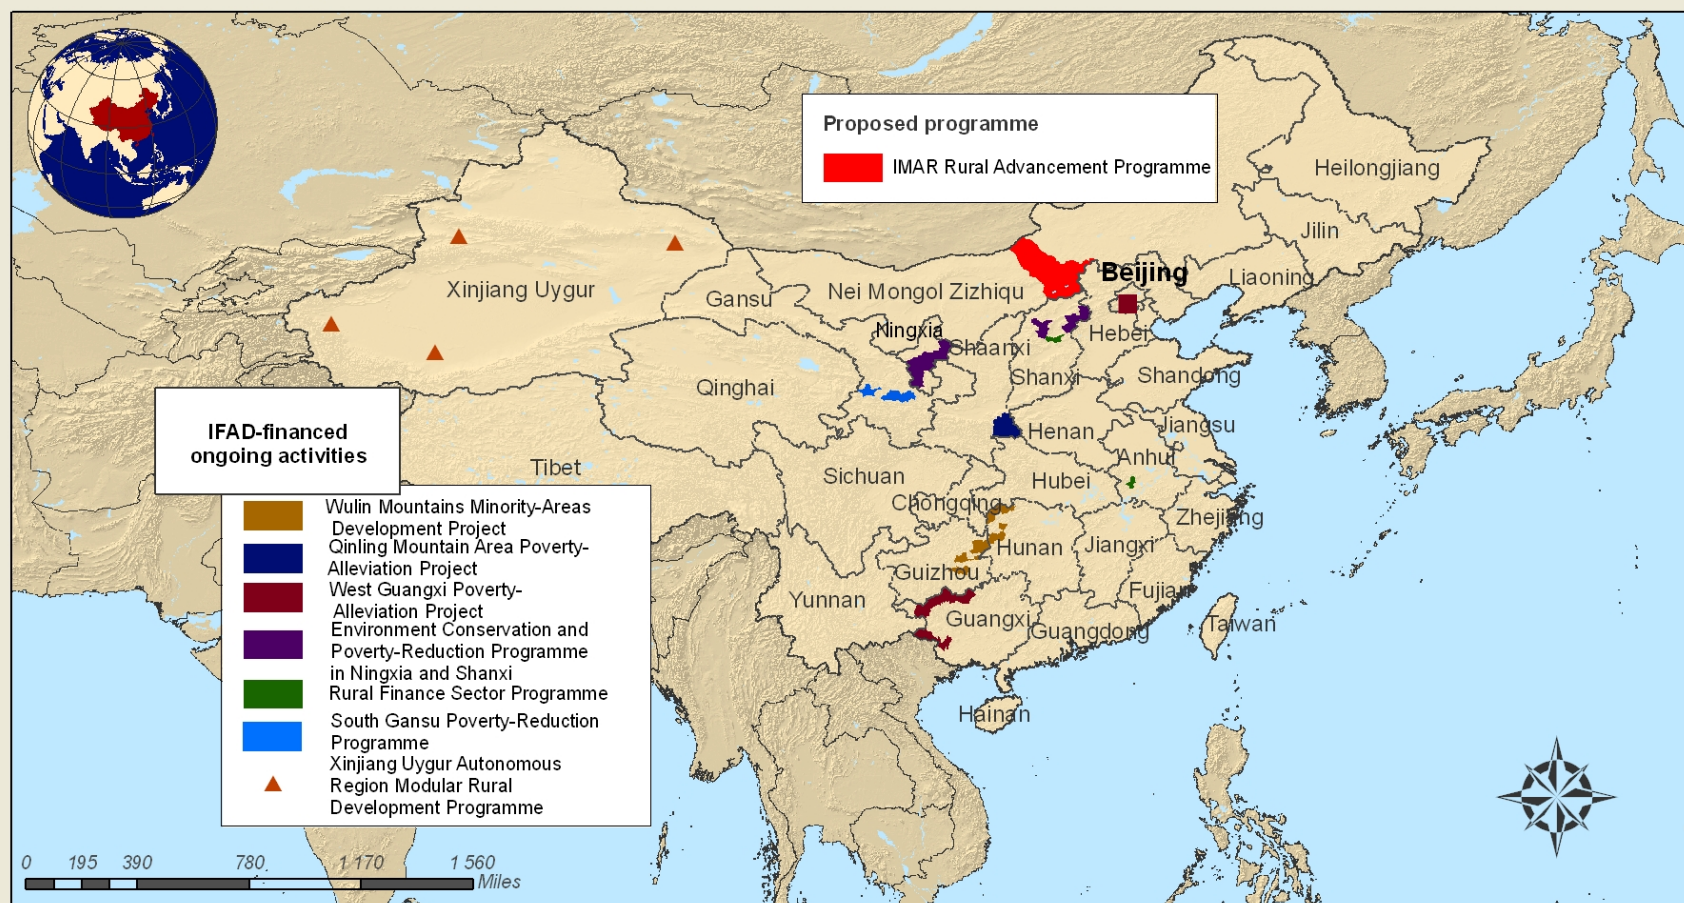 Proposed programme
IMAR Rural Advancement Programme
Heilongjiang
Jilin
Liaoning
Beijing
Xinjiang Uygur
Gansu
Nei Mongol Zizhiqu
Ningxia
Shaanxi
Hebei
Shanxi
Shandong
Qinghai
Henan
Jiangsu
Anhui
Tibet
Sichuan
Hubei
Chongqing
Zhejiang
Hunan
Jiangxi
Guizhou
Yunnan
Fujian
Guangxi
Guangdong
Taiwan
Hainan
IFAD-financed
ongoing activities
Wulin Mountains Minority-Areas
Development Project
Qinling Mountain Area Poverty-
Alleviation Project
West Guangxi Poverty-
Alleviation Project
Environment Conservation and
Poverty-Reduction Programme
in Ningxia and Shanxi
Rural Finance Sector Programme
South Gansu Poverty-Reduction
Programme
Xinjiang Uygur Autonomous
Region Modular Rural
Development Programme
0 195 390 780 1 170 1 560
Miles